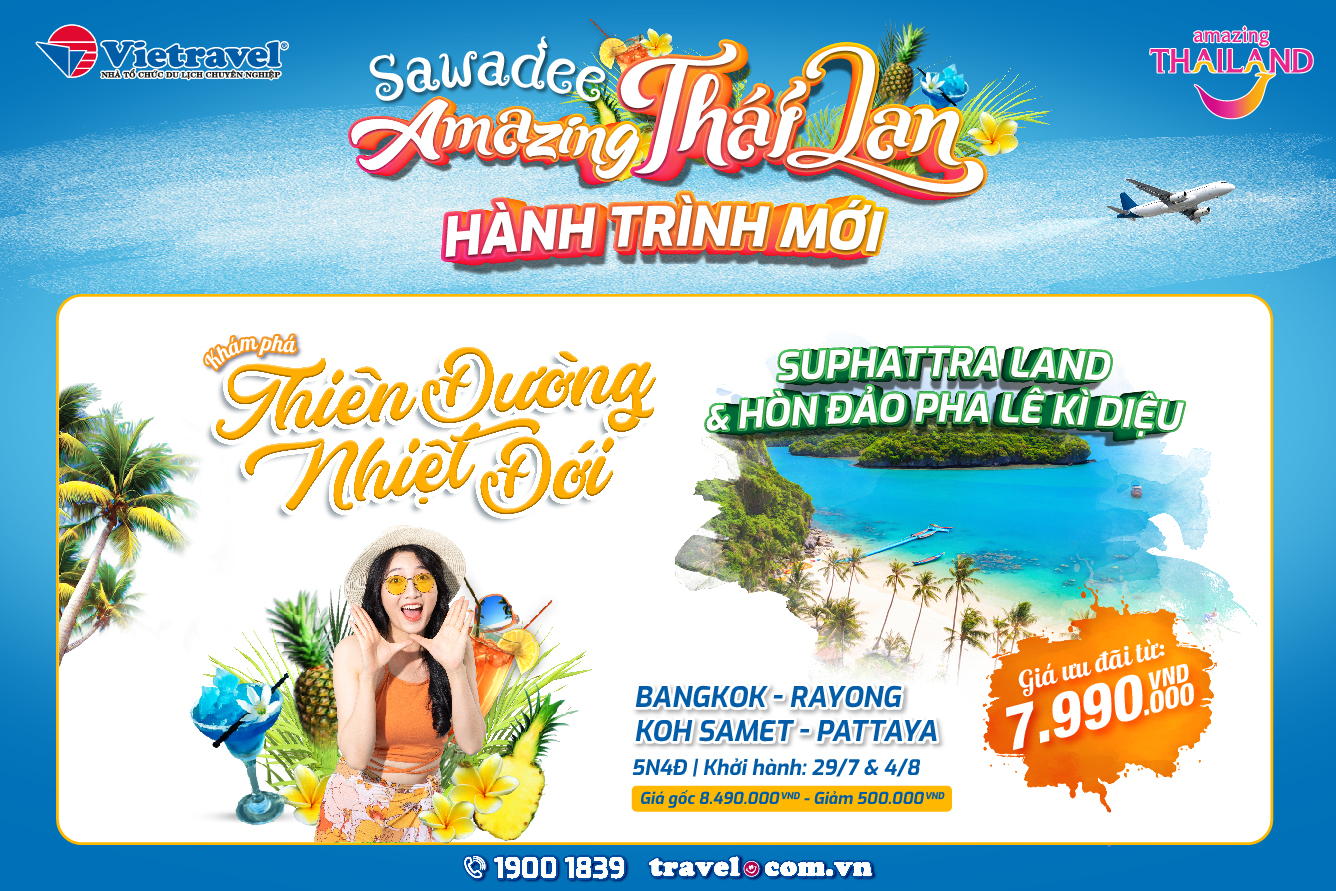 Vietravel®
NHÀ TỔ CHỨC DU LỊCH CHUYÊN NGHIỆP
amazing
THAILAND
Sawadee
Amazing Thái Lan
HÀNH TRÌNH MỚI
Khám phá
Thiên Đường
Nhiệt Đới
SUPHATTRA LAND
& HÒN ĐẢO PHA LÊ KÌ DIỆU
Giá ưu đãi từ:
7.990.000 VND
BANGKOK - RAYONG
KOH SAMET - PATTAYA
5N4Đ | Khởi hành: 29/7 & 4/8
Giá gốc 8.490.000 VND - Giảm 500.000 VND
1900 1839 travel.com.vn